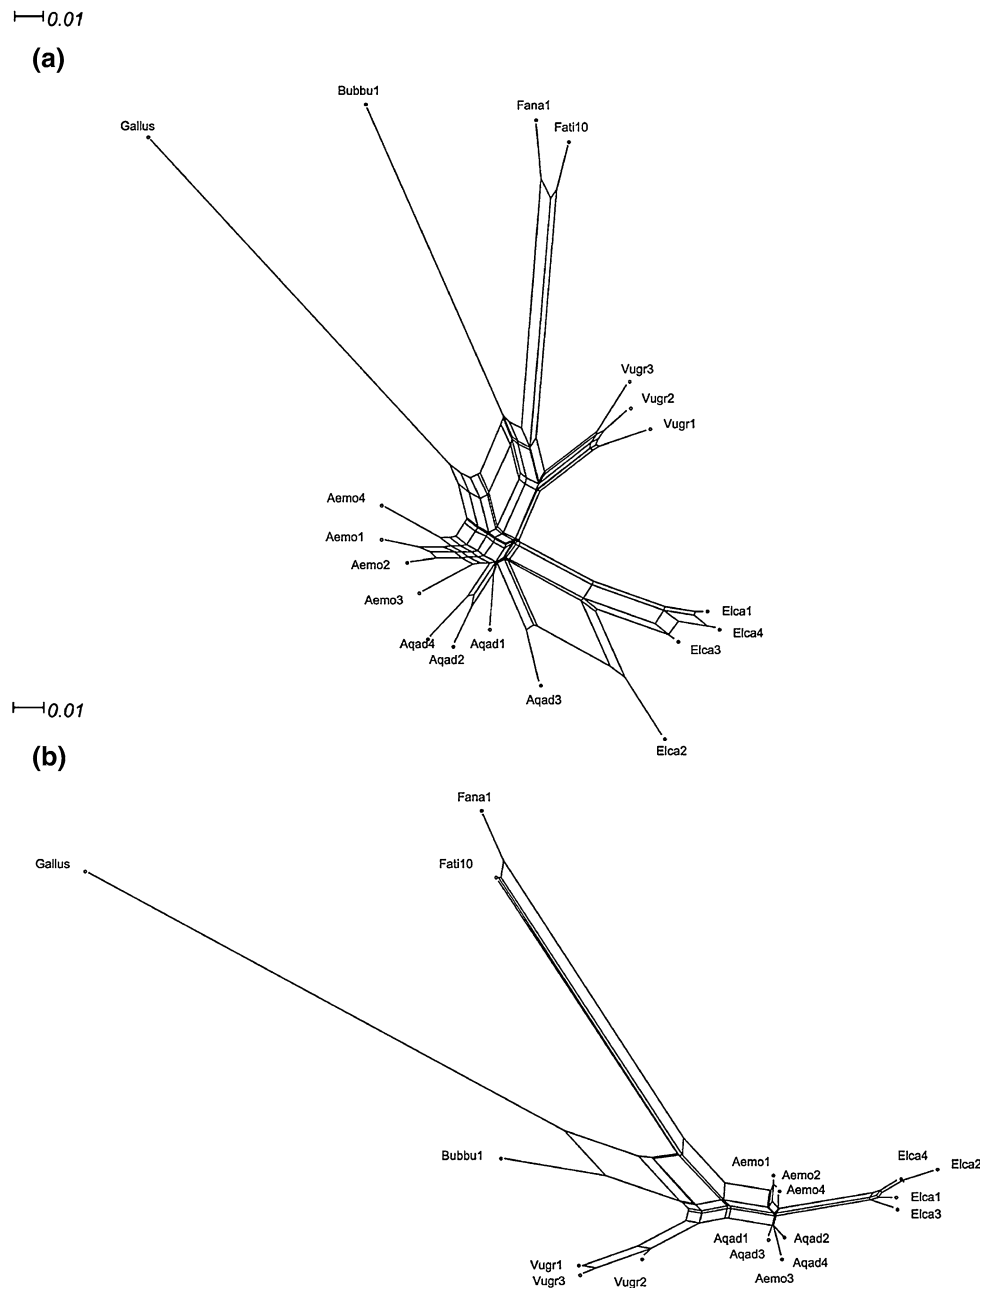 0.01
(a)
Bubbu1
Fana1
Gallus
Fati10
Vugr3
Vugr2
Vugr1
Aemo4
Aemo1
Aemo2
Aemo3
Elca1
Elca4
Aqad4
Aqad1
Elca3
Aqad2
Aqad3
0.01
Elca2
(b)
Fana1
Gallus
Fati10
Bubbu1
Aemo1
Elca4
Elca2
Aemo2
Aemo4
Elca1
Elca3
Aqad1
Aqad2
Aqad3
Aqad4
Vugr1
Aemo3
Vugr3
Vugr2